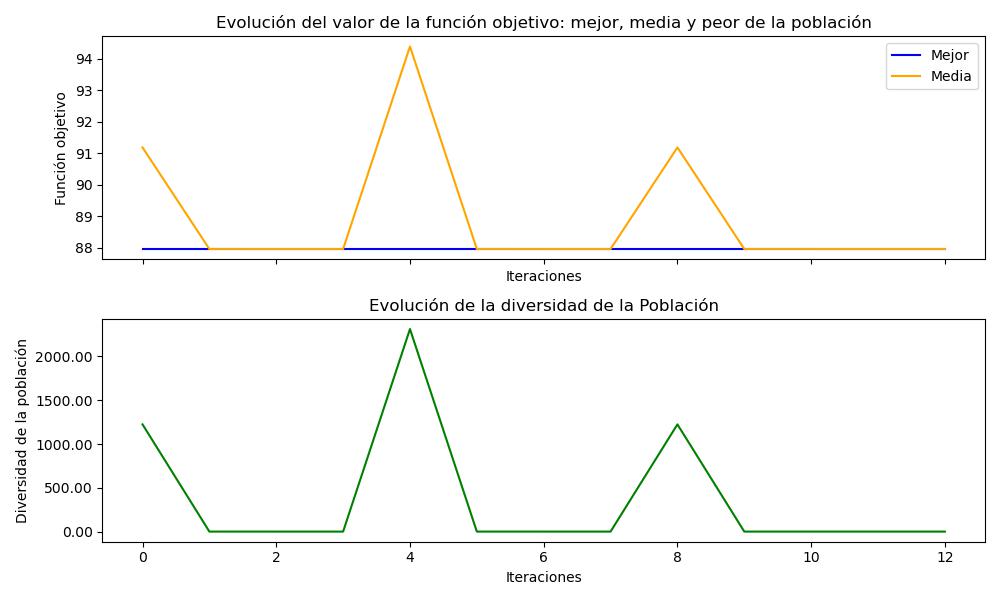 Evolución del valor de la función objetivo: mejor, media y peor de la población
Función objetivo
94
93
92
91
90
89
88
Mejor
Media
Iteraciones
Evolución de la diversidad de la Población
Diversidad de la población
2000.00
1500.00
1000.00
500.00
0.00
0 2 4 6 8 10 12
Iteraciones